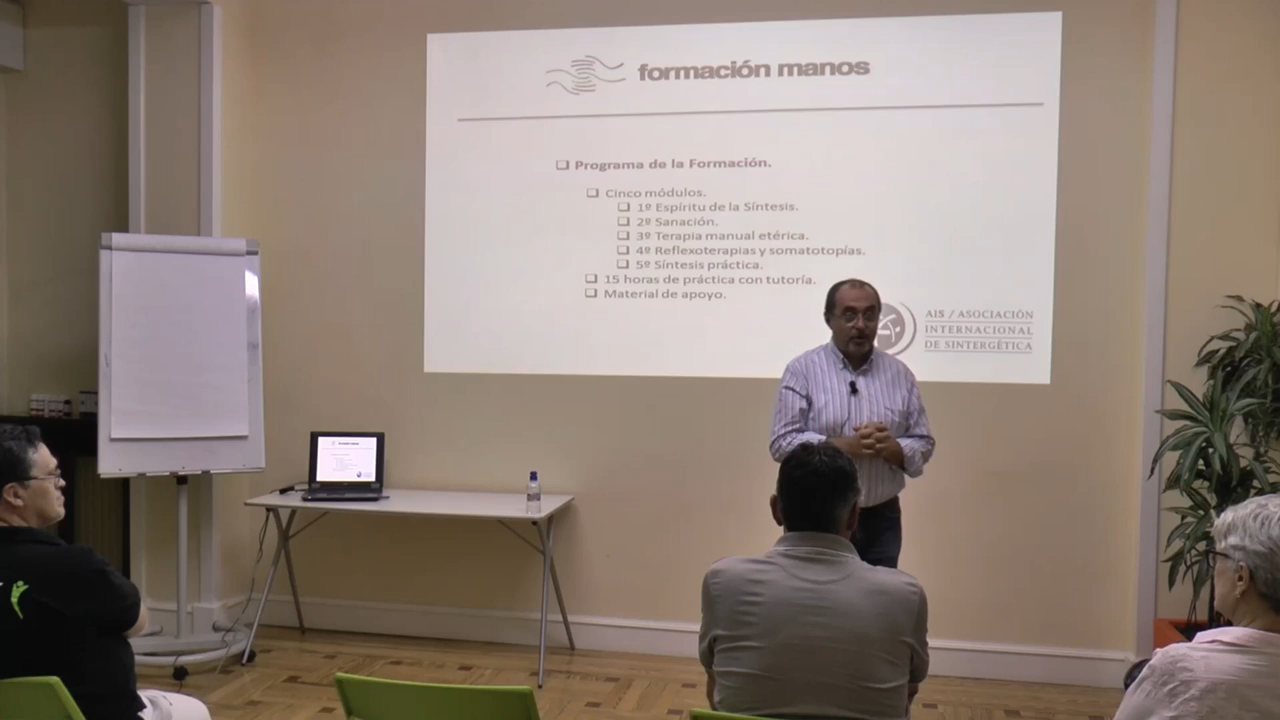 formación manos
Programa de la Formación.
Cinco módulos.
1º Espíritu de la Síntesis.
2º Sanación.
3º Terapia manual etérica.
4º Reflexoterapias y somatotopías.
5º Síntesis práctica.
15 horas de práctica con tutoría.
Material de apoyo.
AIS / ASOCIACIÓN
INTERNACIONAL
DE SINTERGÉTICA